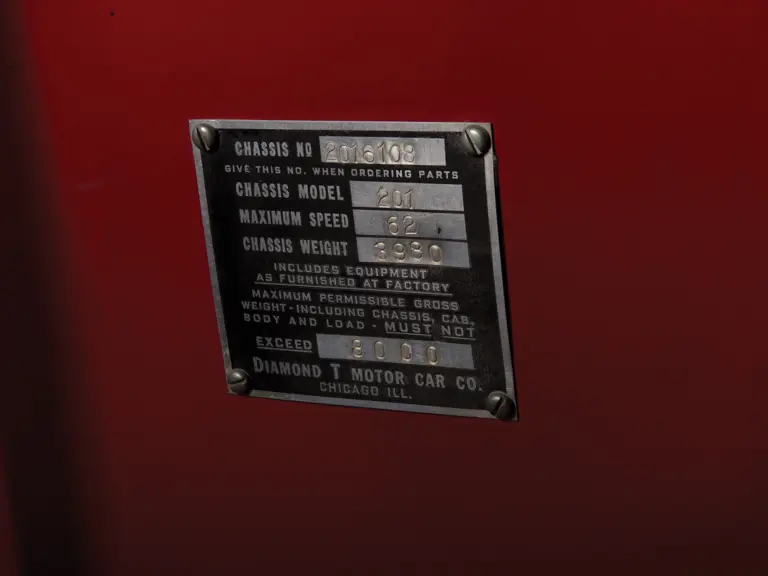 CHASSIS NO 2016108
GIVE THIS NO. WHEN ORDERING PARTS
CHASSIS MODEL 201
MAXIMUM SPEED 62
CHASSIS WEIGHT 3980
INCLUDES EQUIPMENT
AS FURNISHED AT FACTORY
MAXIMUM PERMISSIBLE GROSS
WEIGHT-INCLUDING CHASSIS, CAB,
BODY AND LOAD - MUST NOT
EXCEED 8000
DIAMOND T MOTOR CAR CO.
CHICAGO ILL.